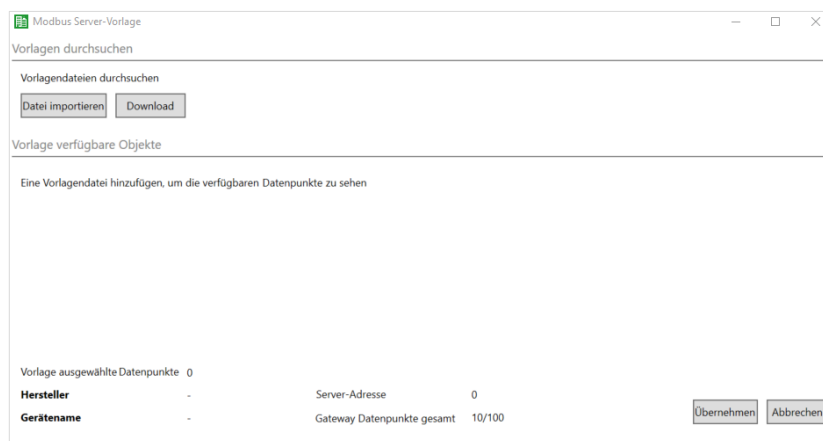 Modbus Server-Vorlage
Vorlagen durchsuchen
Vorlagendateien durchsuchen
Datei importieren Download
Vorlage verfügbare Objekte
Eine Vorlagendatei hinzufügen, um die verfügbaren Datenpunkte zu sehen
Vorlage ausgewählte Datenpunkte 0
Hersteller - Server-Adresse 0
Gerätename - Gateway Datenpunkte gesamt 10/100
Übernehmen Abbrechen